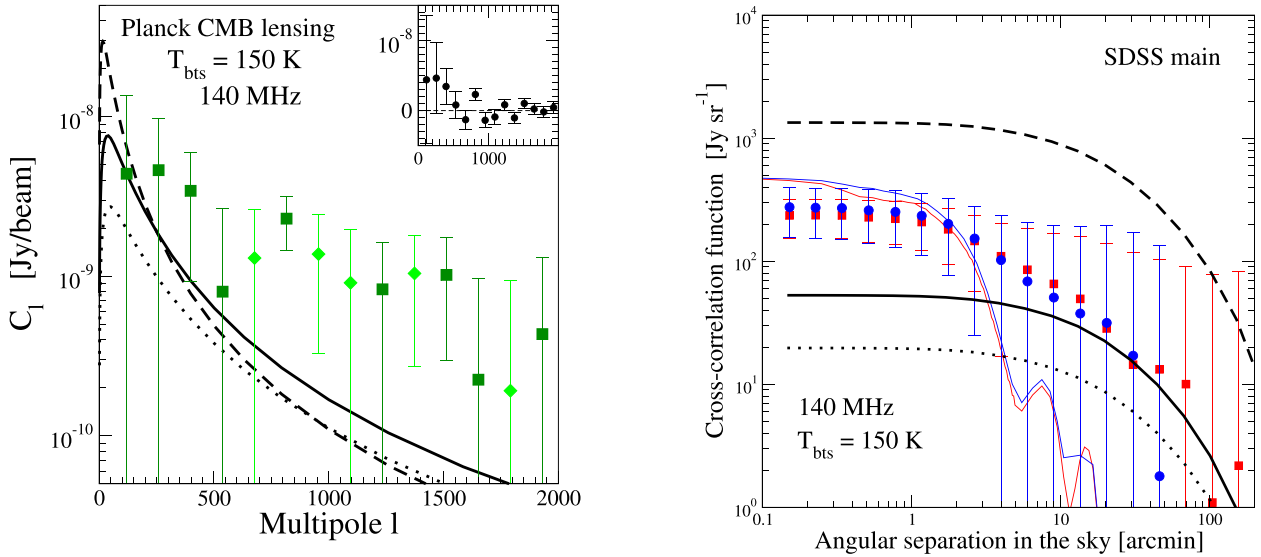 Planck CMB lensing
T_bts = 150 K
140 MHz
10^-8
0
0
1000
10^-8
10^-9
10^-10
C_l [Jy/beam]
0
500
1000
1500
2000
Multipole l
SDSS main
10^4
10^3
10^2
10^1
10^0
Cross-correlation function [Jy sr^-1]
140 MHz
T_bts = 150 K
0.1
1
10
100
Angular separation in the sky [arcmin]